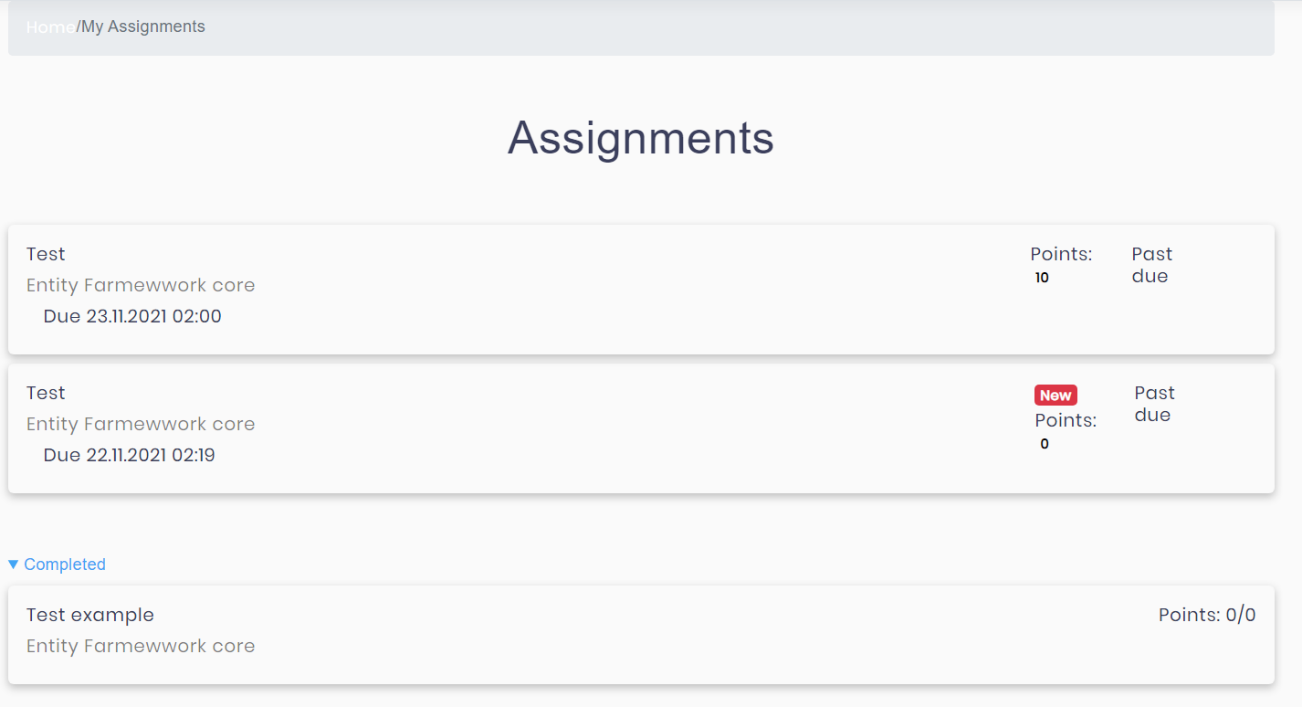 Home/My Assignments
Assignments
Test
Entity Farmewwork core
Due 23.11.2021 02:00
Points:
10
Past
due
Test
Entity Farmewwork core
Due 22.11.2021 02:19
New
Points:
0
Past
due
Completed
Test example
Entity Farmewwork core
Points: 0/0